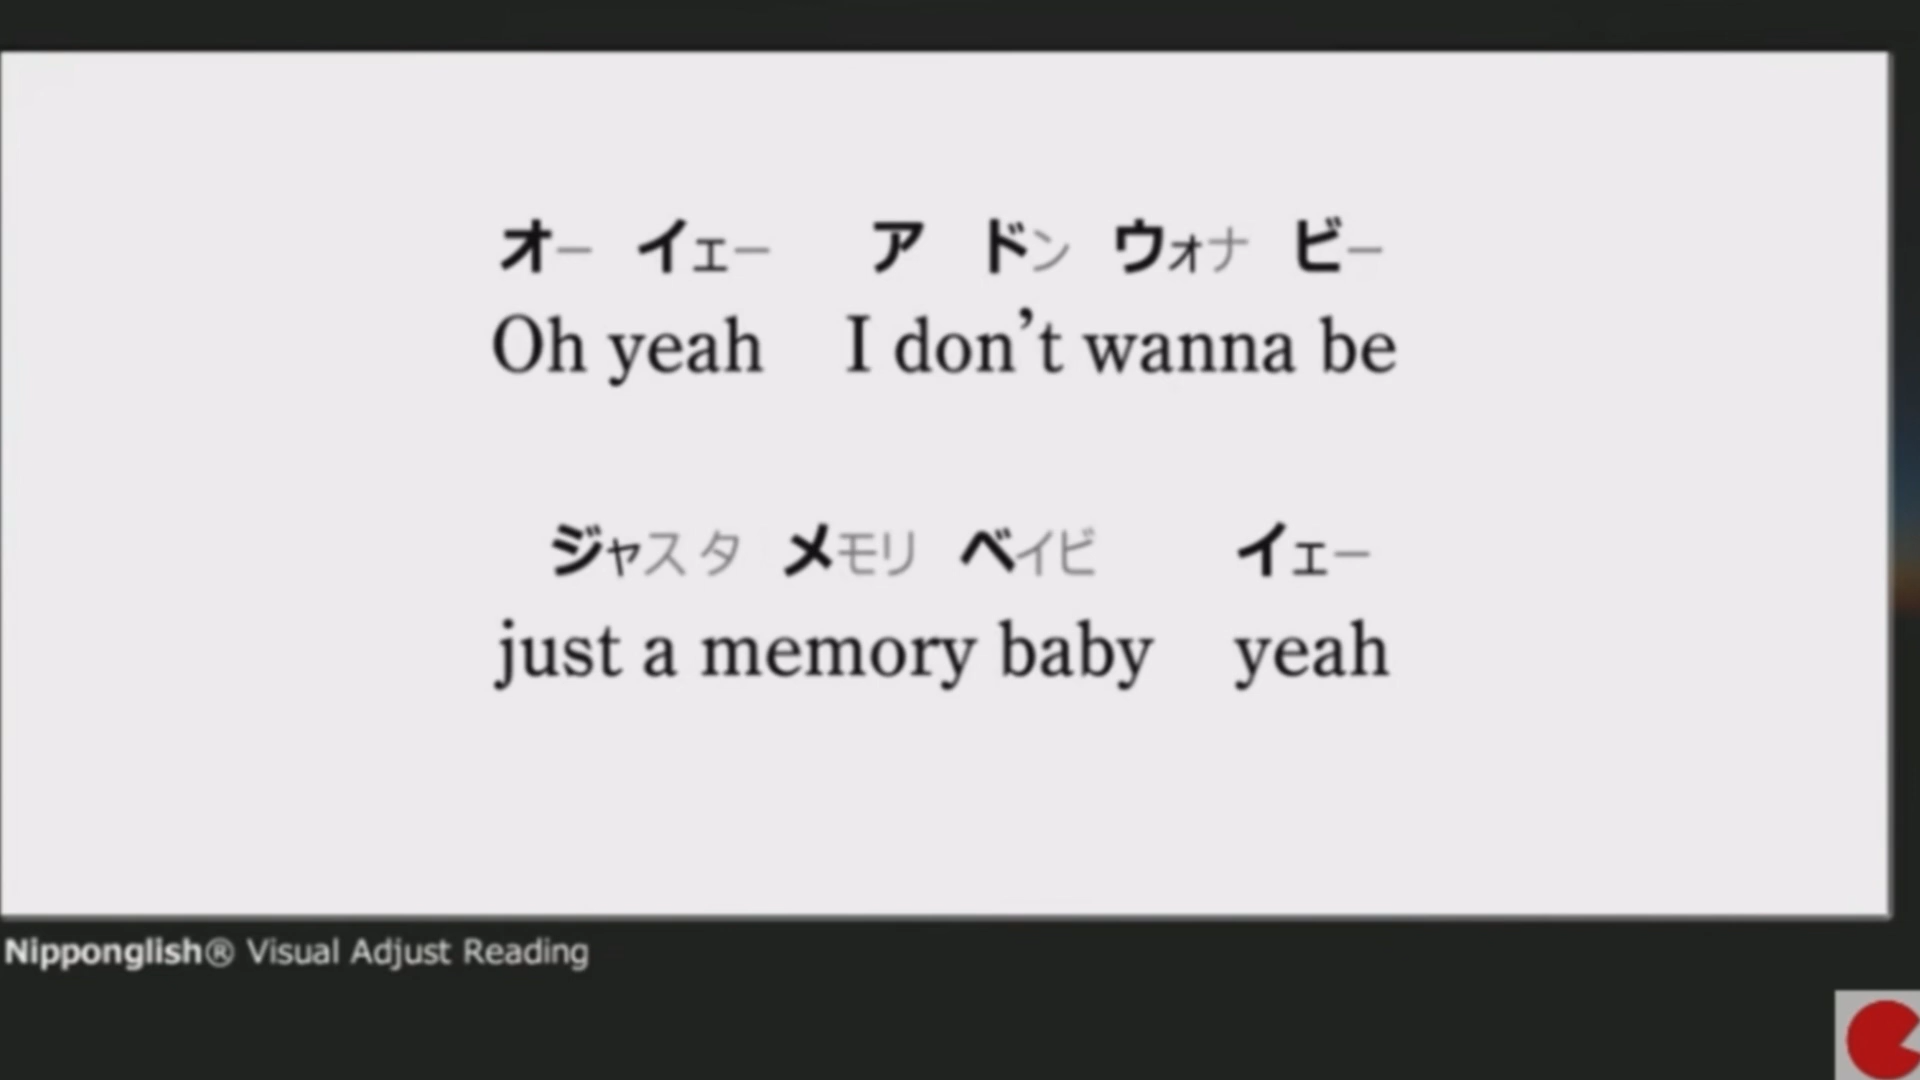 オー イェー　ア ドン ウォナ ビー
Oh yeah　I don’t wanna be
ジャスタ メモリ ベイビ　イェー
just a memory baby　yeah
Nipponglish® Visual Adjust Reading